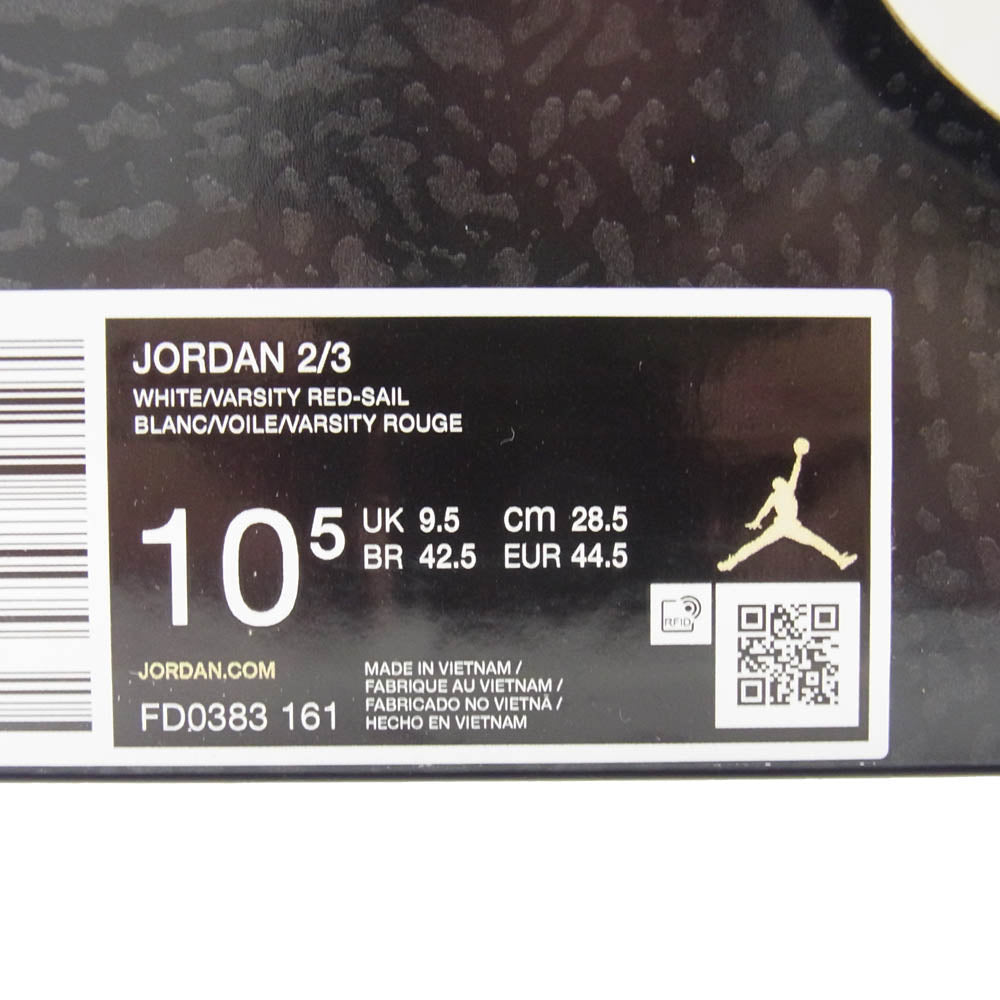 JORDAN 2/3
WHITE/VARSITY RED-SAIL
BLANC/VOILE/VARSITY ROUGE
10 5
UK 9.5 cm 28.5
BR 42.5 EUR 44.5
RFID
JORDAN.COM
FD0383 161
MADE IN VIETNAM /
FABRIQUE AU VIETNAM /
FABRICADO NO VIETNÃ /
HECHO EN VIETNAM